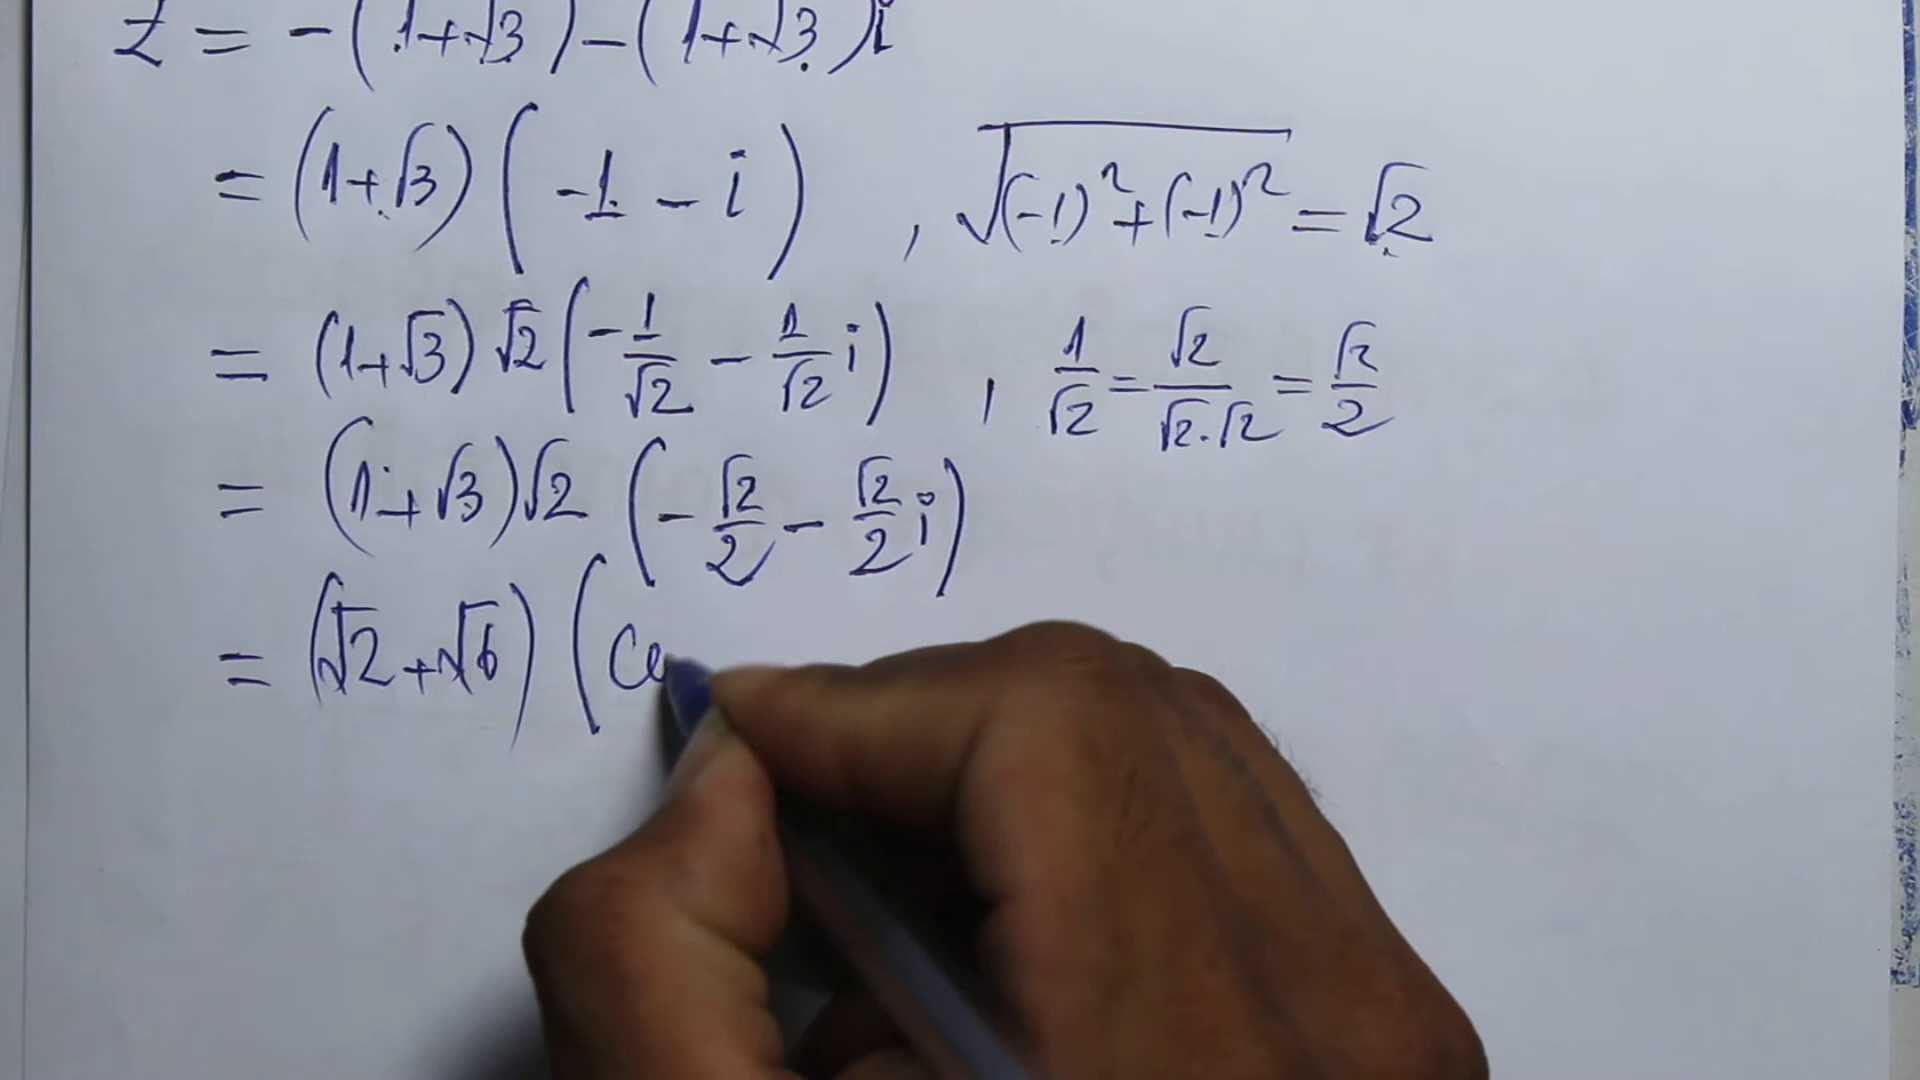 z = -(1+√3)-(1+√3)i
= (1+√3)(-1 - i) , √((-1)²+(-1)²) = √2
= (1+√3)√2(-1/√2 - 1/√2 i) , 1/√2 = √2/(√2·√2) = √2/2
= (1+√3)√2 (-√2/2 - √2/2 i)
= (√2+√6)(Co